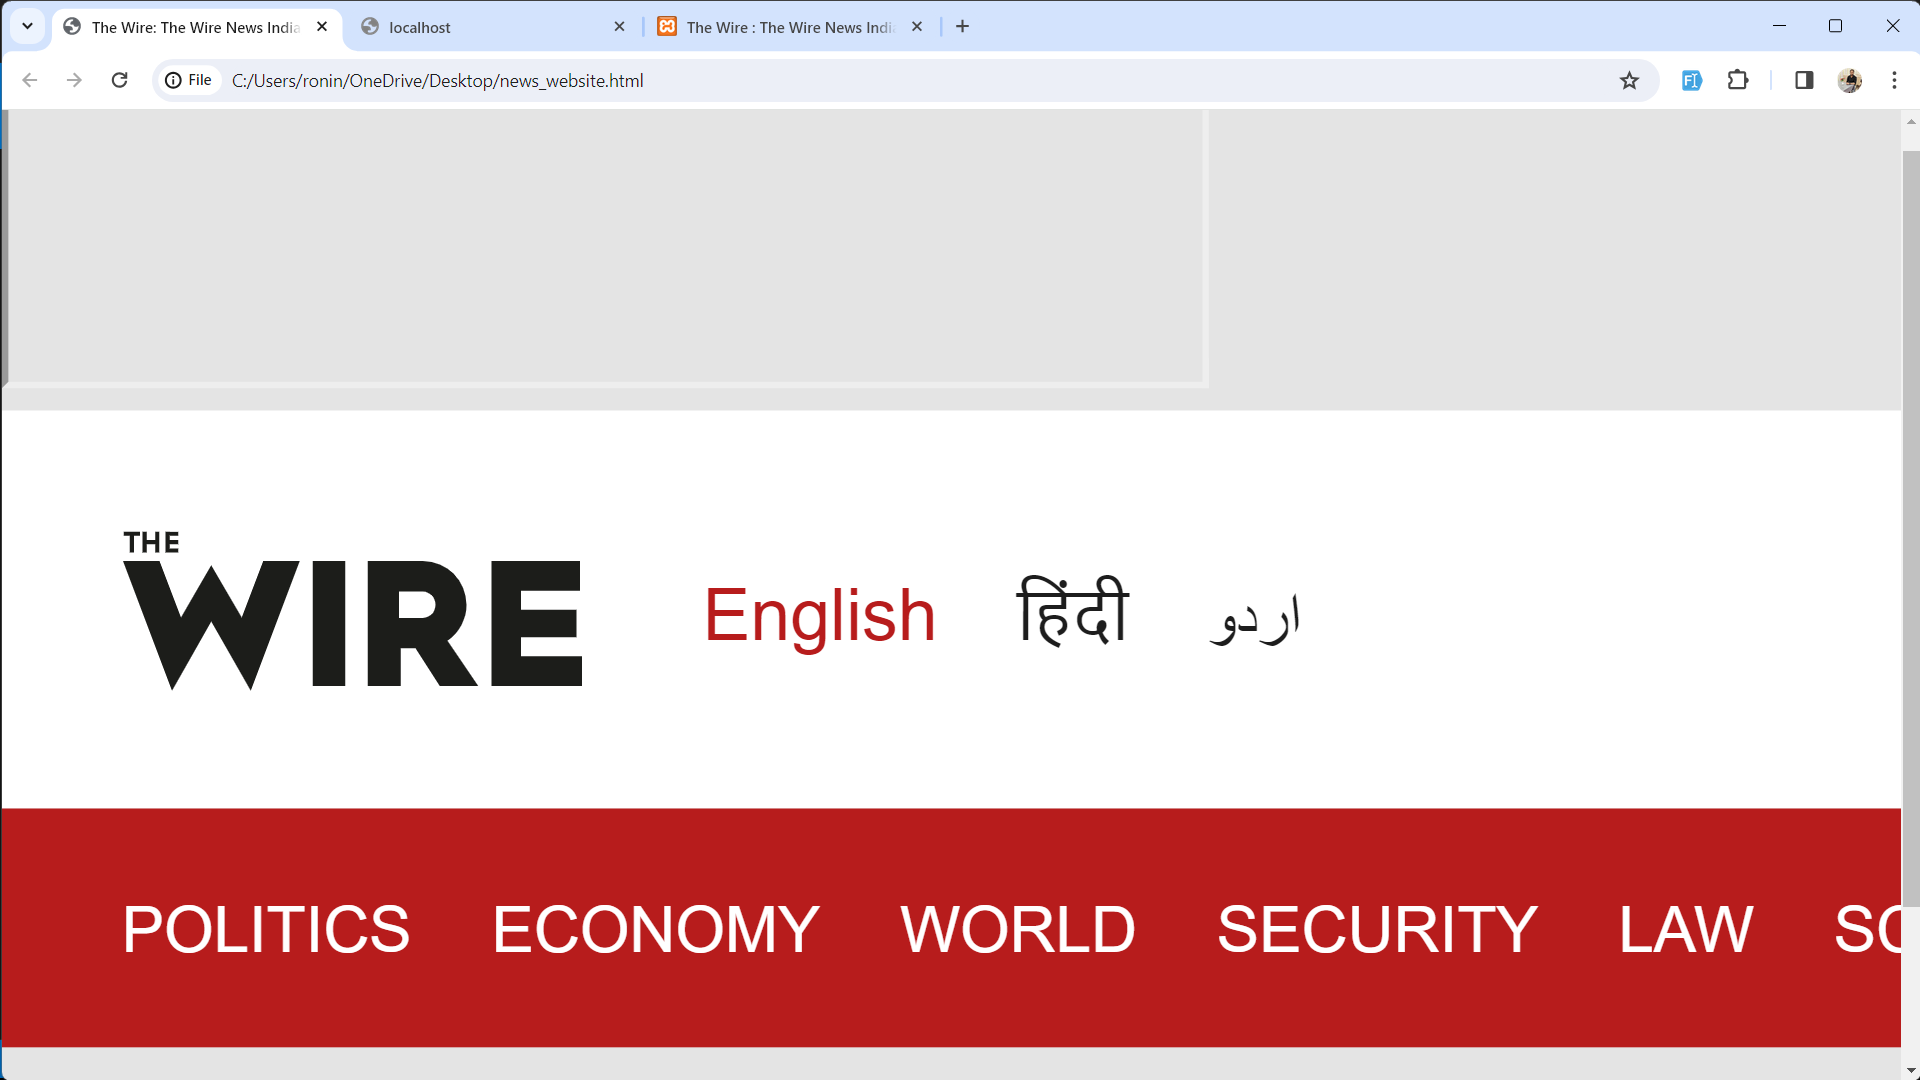 The Wire: The Wire News India
localhost
The Wire : The Wire News Indi
File
C:/Users/ronin/OneDrive/Desktop/news_website.html
THE
WIRE
English हिंदी اردو
POLITICS ECONOMY WORLD SECURITY LAW SC